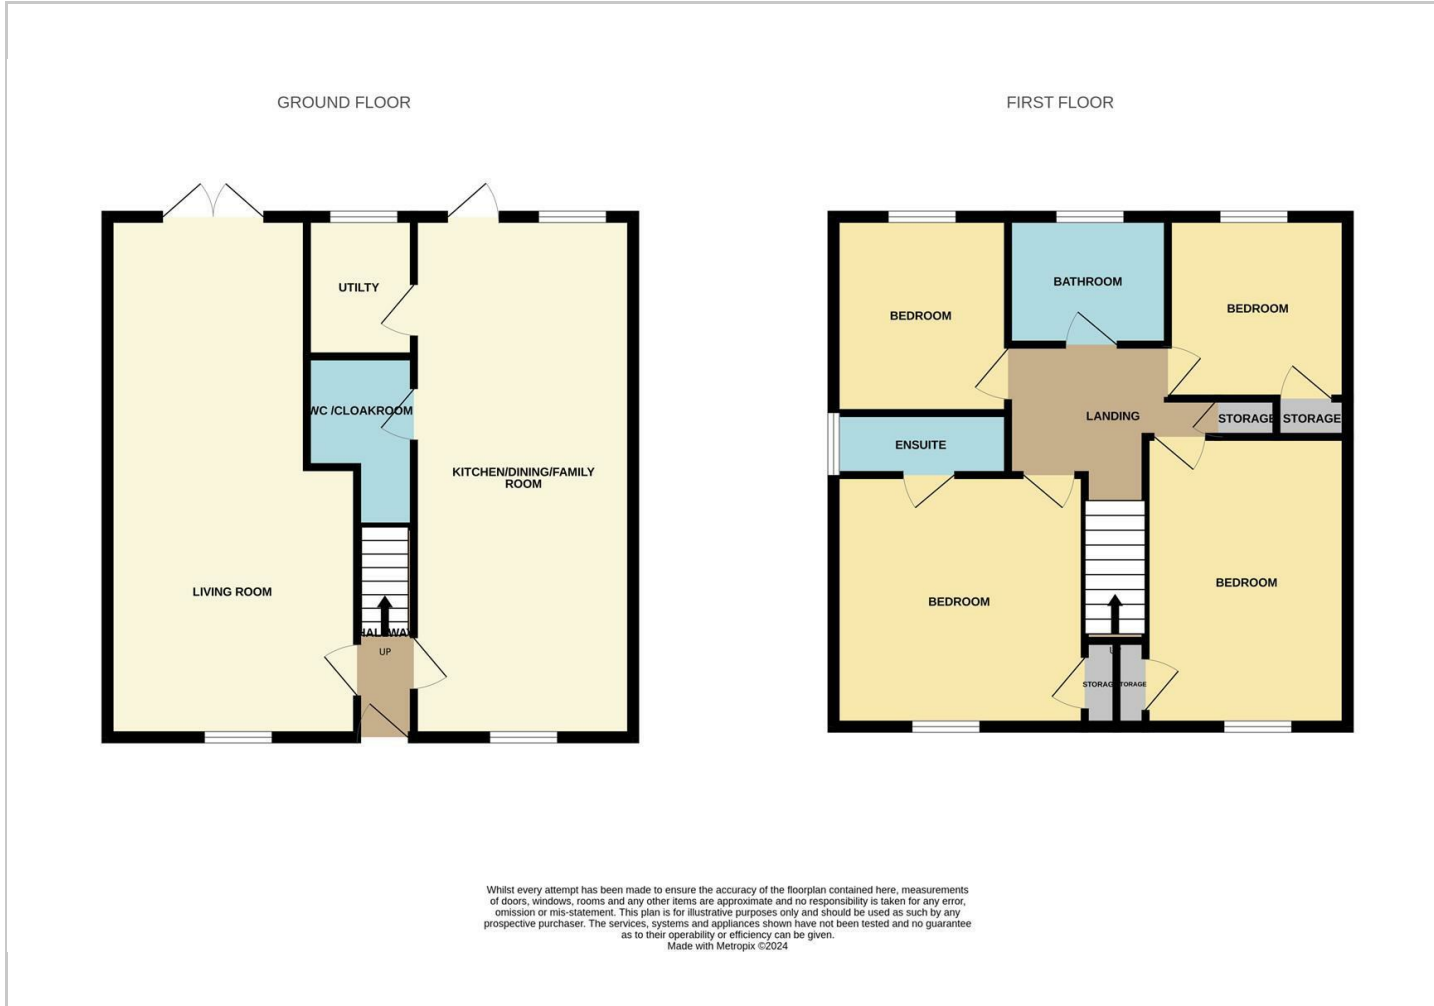 GROUND FLOOR
FIRST FLOOR
UTILTY
WC /CLOAKROOM
KITCHEN/DINING/FAMILY
ROOM
LIVING ROOM
HALLWAY
UP
BEDROOM
BATHROOM
BEDROOM
LANDING
STORAGE
STORAGE
ENSUITE
BEDROOM
BEDROOM
UP
STORAGE
STORAGE
Whilst every attempt has been made to ensure the accuracy of the floorplan contained here, measurements
of doors, windows, rooms and any other items are approximate and no responsibility is taken for any error,
omission or mis-statement. This plan is for illustrative purposes only and should be used as such by any
prospective purchaser. The services, systems and appliances shown have not been tested and no guarantee
as to their operability or efficiency can be given.
Made with Metropix ©2024